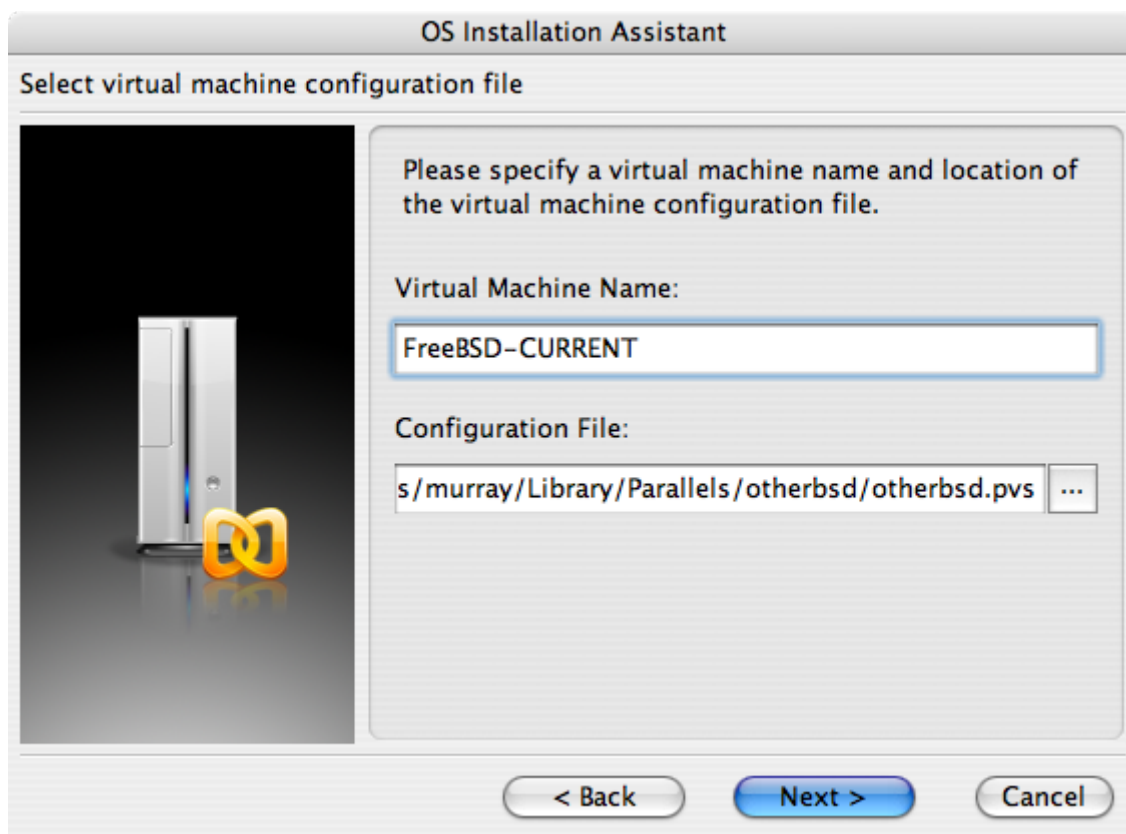 OS Installation Assistant
Select virtual machine configuration file
Please specify a virtual machine name and location of
the virtual machine configuration file.
Virtual Machine Name:
FreeBSD-CURRENT
Configuration File:
s/murray/Library/Parallels/otherbsd/otherbsd.pvs ...
< Back Next > Cancel